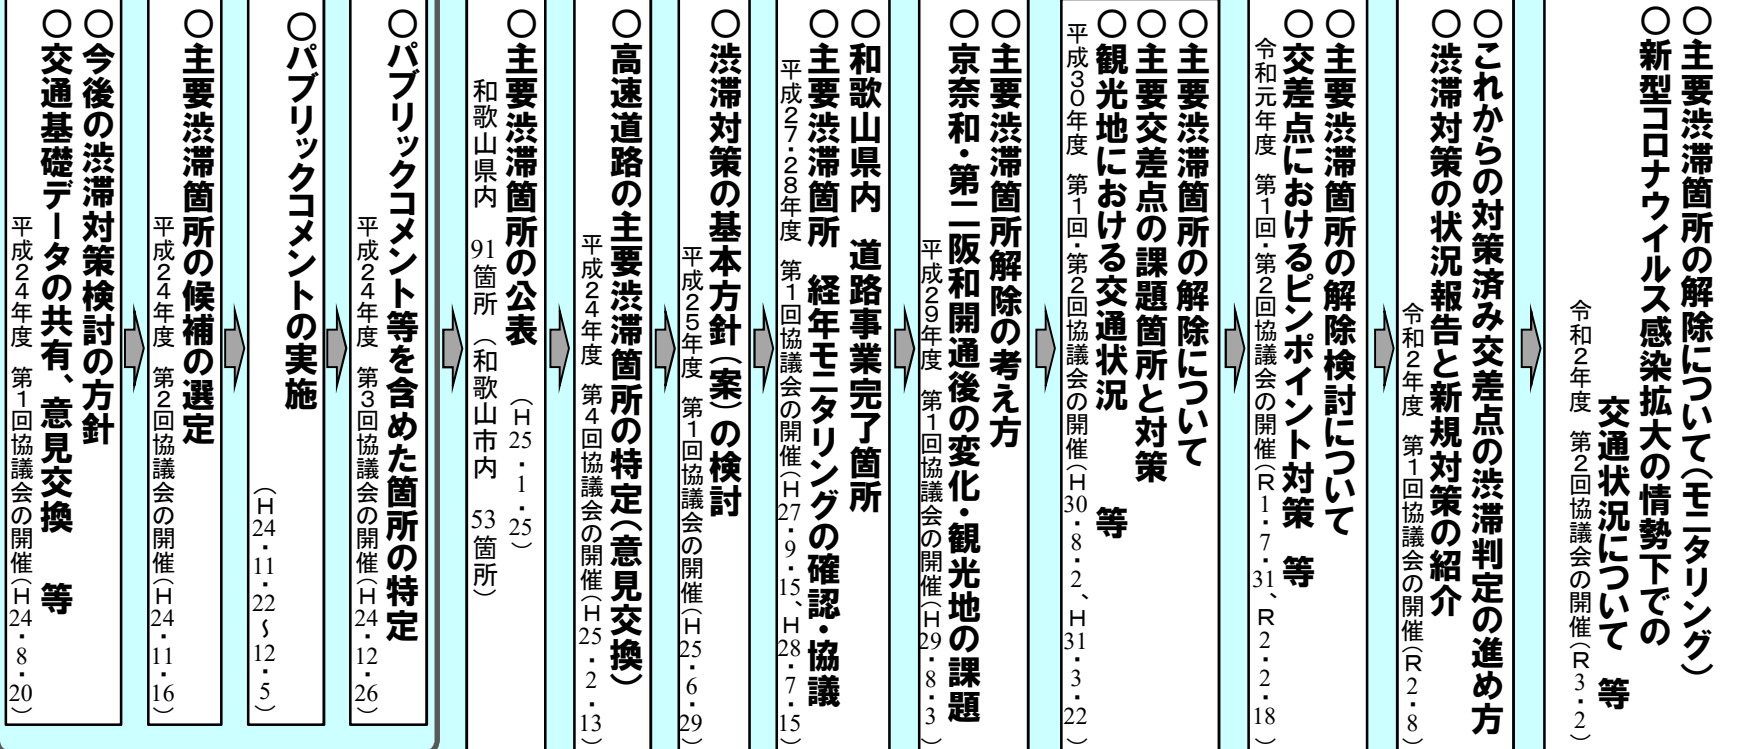 ○今後の渋滞対策検討の方針
○交通基礎データの共有、意見交換　等
平成２４年度　第１回協議会の開催（Ｈ24・8・20）
○主要渋滞箇所の候補の選定
平成２４年度　第２回協議会の開催（Ｈ24・11・16）
○パブリックコメントの実施
（Ｈ24・11・22～12・5）
○パブリックコメント等を含めた箇所の特定
平成２４年度　第３回協議会の開催（Ｈ24・12・26）
○主要渋滞箇所の公表　（Ｈ25・1・25）
和歌山県内　91箇所（和歌山市内　53箇所）
○高速道路の主要渋滞箇所の特定（意見交換）
平成２４年度　第４回協議会の開催（Ｈ25・2・13）
○渋滞対策の基本方針（案）の検討
平成２５年度　第１回協議会の開催（Ｈ25・6・29）
○和歌山県内　道路事業完了箇所
○主要渋滞箇所　経年モニタリングの確認・協議
平成２７・２８年度　第１回協議会の開催（Ｈ27・9・15、Ｈ28・7・15）
○主要渋滞箇所解除の考え方
○京奈和・第二阪和開通後の変化・観光地の課題
平成２９年度　第１回協議会の開催（Ｈ29・8・3）
○主要渋滞箇所の解除について
○主要交差点の課題箇所と対策
○観光地における交通状況　　等
平成３０年度　第１回・第２回協議会の開催（Ｈ30・8・2、Ｈ31・3・22）
○主要渋滞箇所の解除検討について
○交差点におけるピンポイント対策　等
令和元年度　第１回・第２回協議会の開催（Ｒ1・7・31、Ｒ2・2・18）
○これからの対策済み交差点の渋滞判定の進め方
○渋滞対策の状況報告と新規対策の紹介
令和２年度　第１回協議会の開催（Ｒ2・8）
○主要渋滞箇所の解除について（モニタリング）
○新型コロナウイルス感染拡大の情勢下での
交通状況について　等
令和２年度　第２回協議会の開催（Ｒ3・2）